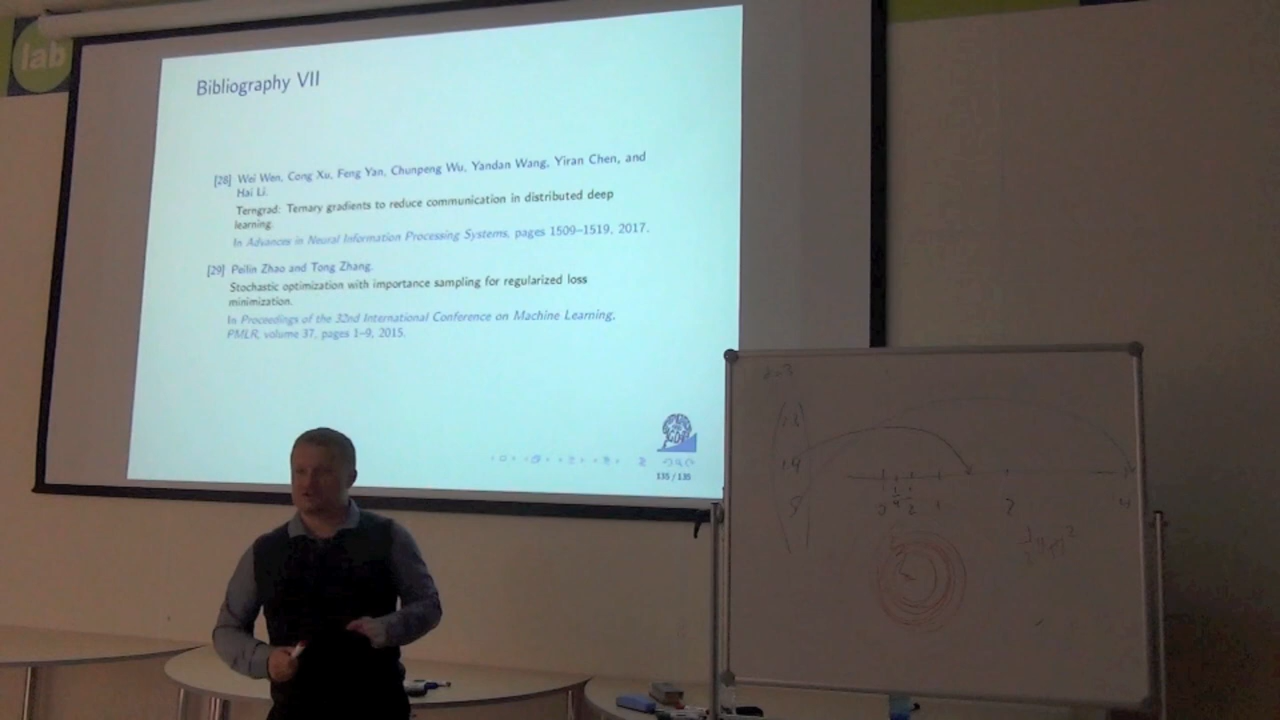 lab
Bibliography VII
[28] Wei Wen, Cong Xu, Feng Yan, Chunpeng Wu, Yandan Wang, Yiran Chen, and
Hai Li.
Terngrad: Ternary gradients to reduce communication in distributed deep
learning.
In Advances in Neural Information Processing Systems, pages 1509–1519, 2017.
[29] Peilin Zhao and Tong Zhang.
Stochastic optimization with importance sampling for regularized loss
minimization.
In Proceedings of the 32nd International Conference on Machine Learning,
PMLR, volume 37, pages 1–9, 2015.
135 / 135